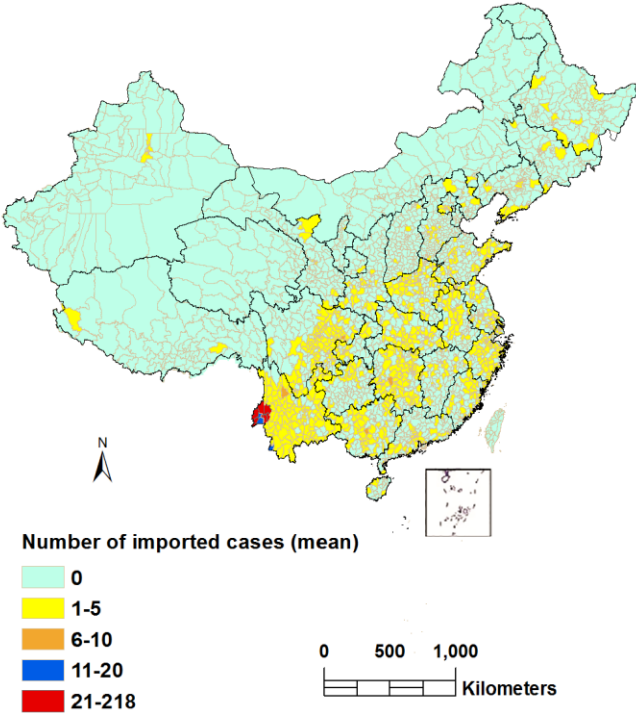 N
Number of imported cases (mean)
0
1-5
6-10
11-20
21-218
0 500 1,000
Kilometers